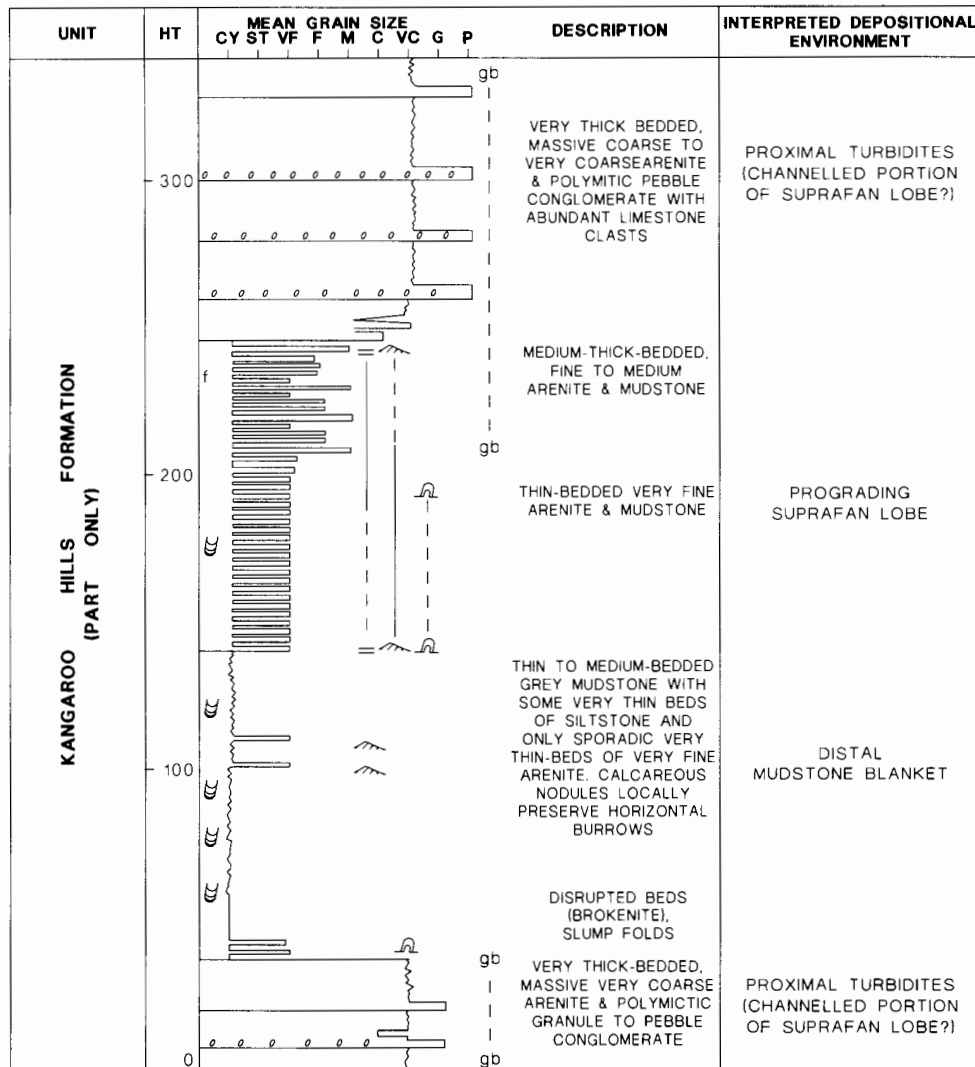 UNIT
HT
MEAN GRAIN SIZE
CY ST VF F M C VC G P
DESCRIPTION
INTERPRETED DEPOSITIONAL
ENVIRONMENT
KANGAROO HILLS FORMATION
(PART ONLY)
300
200
100
0
f
gb
gb
gb
gb
VERY THICK BEDDED,
MASSIVE COARSE TO
VERY COARSEARENITE
& POLYMITIC PEBBLE
CONGLOMERATE WITH
ABUNDANT LIMESTONE
CLASTS
PROXIMAL TURBIDITES
(CHANNELLED PORTION
OF SUPRAFAN LOBE?)
MEDIUM-THICK-BEDDED,
FINE TO MEDIUM
ARENITE & MUDSTONE
THIN-BEDDED VERY FINE
ARENITE & MUDSTONE
PROGRADING
SUPRAFAN LOBE
THIN TO MEDIUM-BEDDED
GREY MUDSTONE WITH
SOME VERY THIN BEDS
OF SILTSTONE AND
ONLY SPORADIC VERY
THIN-BEDS OF VERY FINE
ARENITE. CALCAREOUS
NODULES LOCALLY
PRESERVE HORIZONTAL
BURROWS
DISTAL
MUDSTONE BLANKET
DISRUPTED BEDS
(BROKENITE),
SLUMP FOLDS
VERY THICK-BEDDED,
MASSIVE VERY COARSE
ARENITE & POLYMICTIC
GRANULE TO PEBBLE
CONGLOMERATE
PROXIMAL TURBIDITES
(CHANNELLED PORTION
OF SUPRAFAN LOBE?)